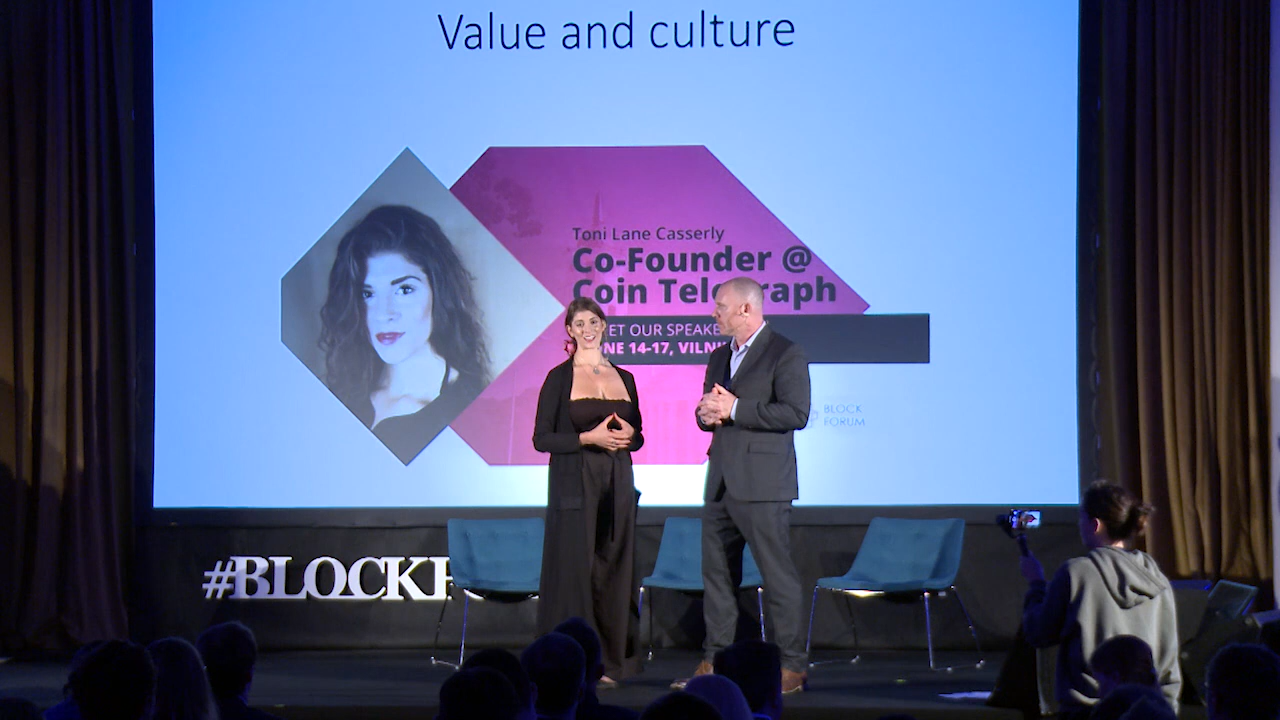 Value and culture
Toni Lane Casserly
Co-Founder @
Coin Tel raph
ET OUR SPEAKE
NE 14-17, VILN
BLOCK
FORUM
#BLOCK